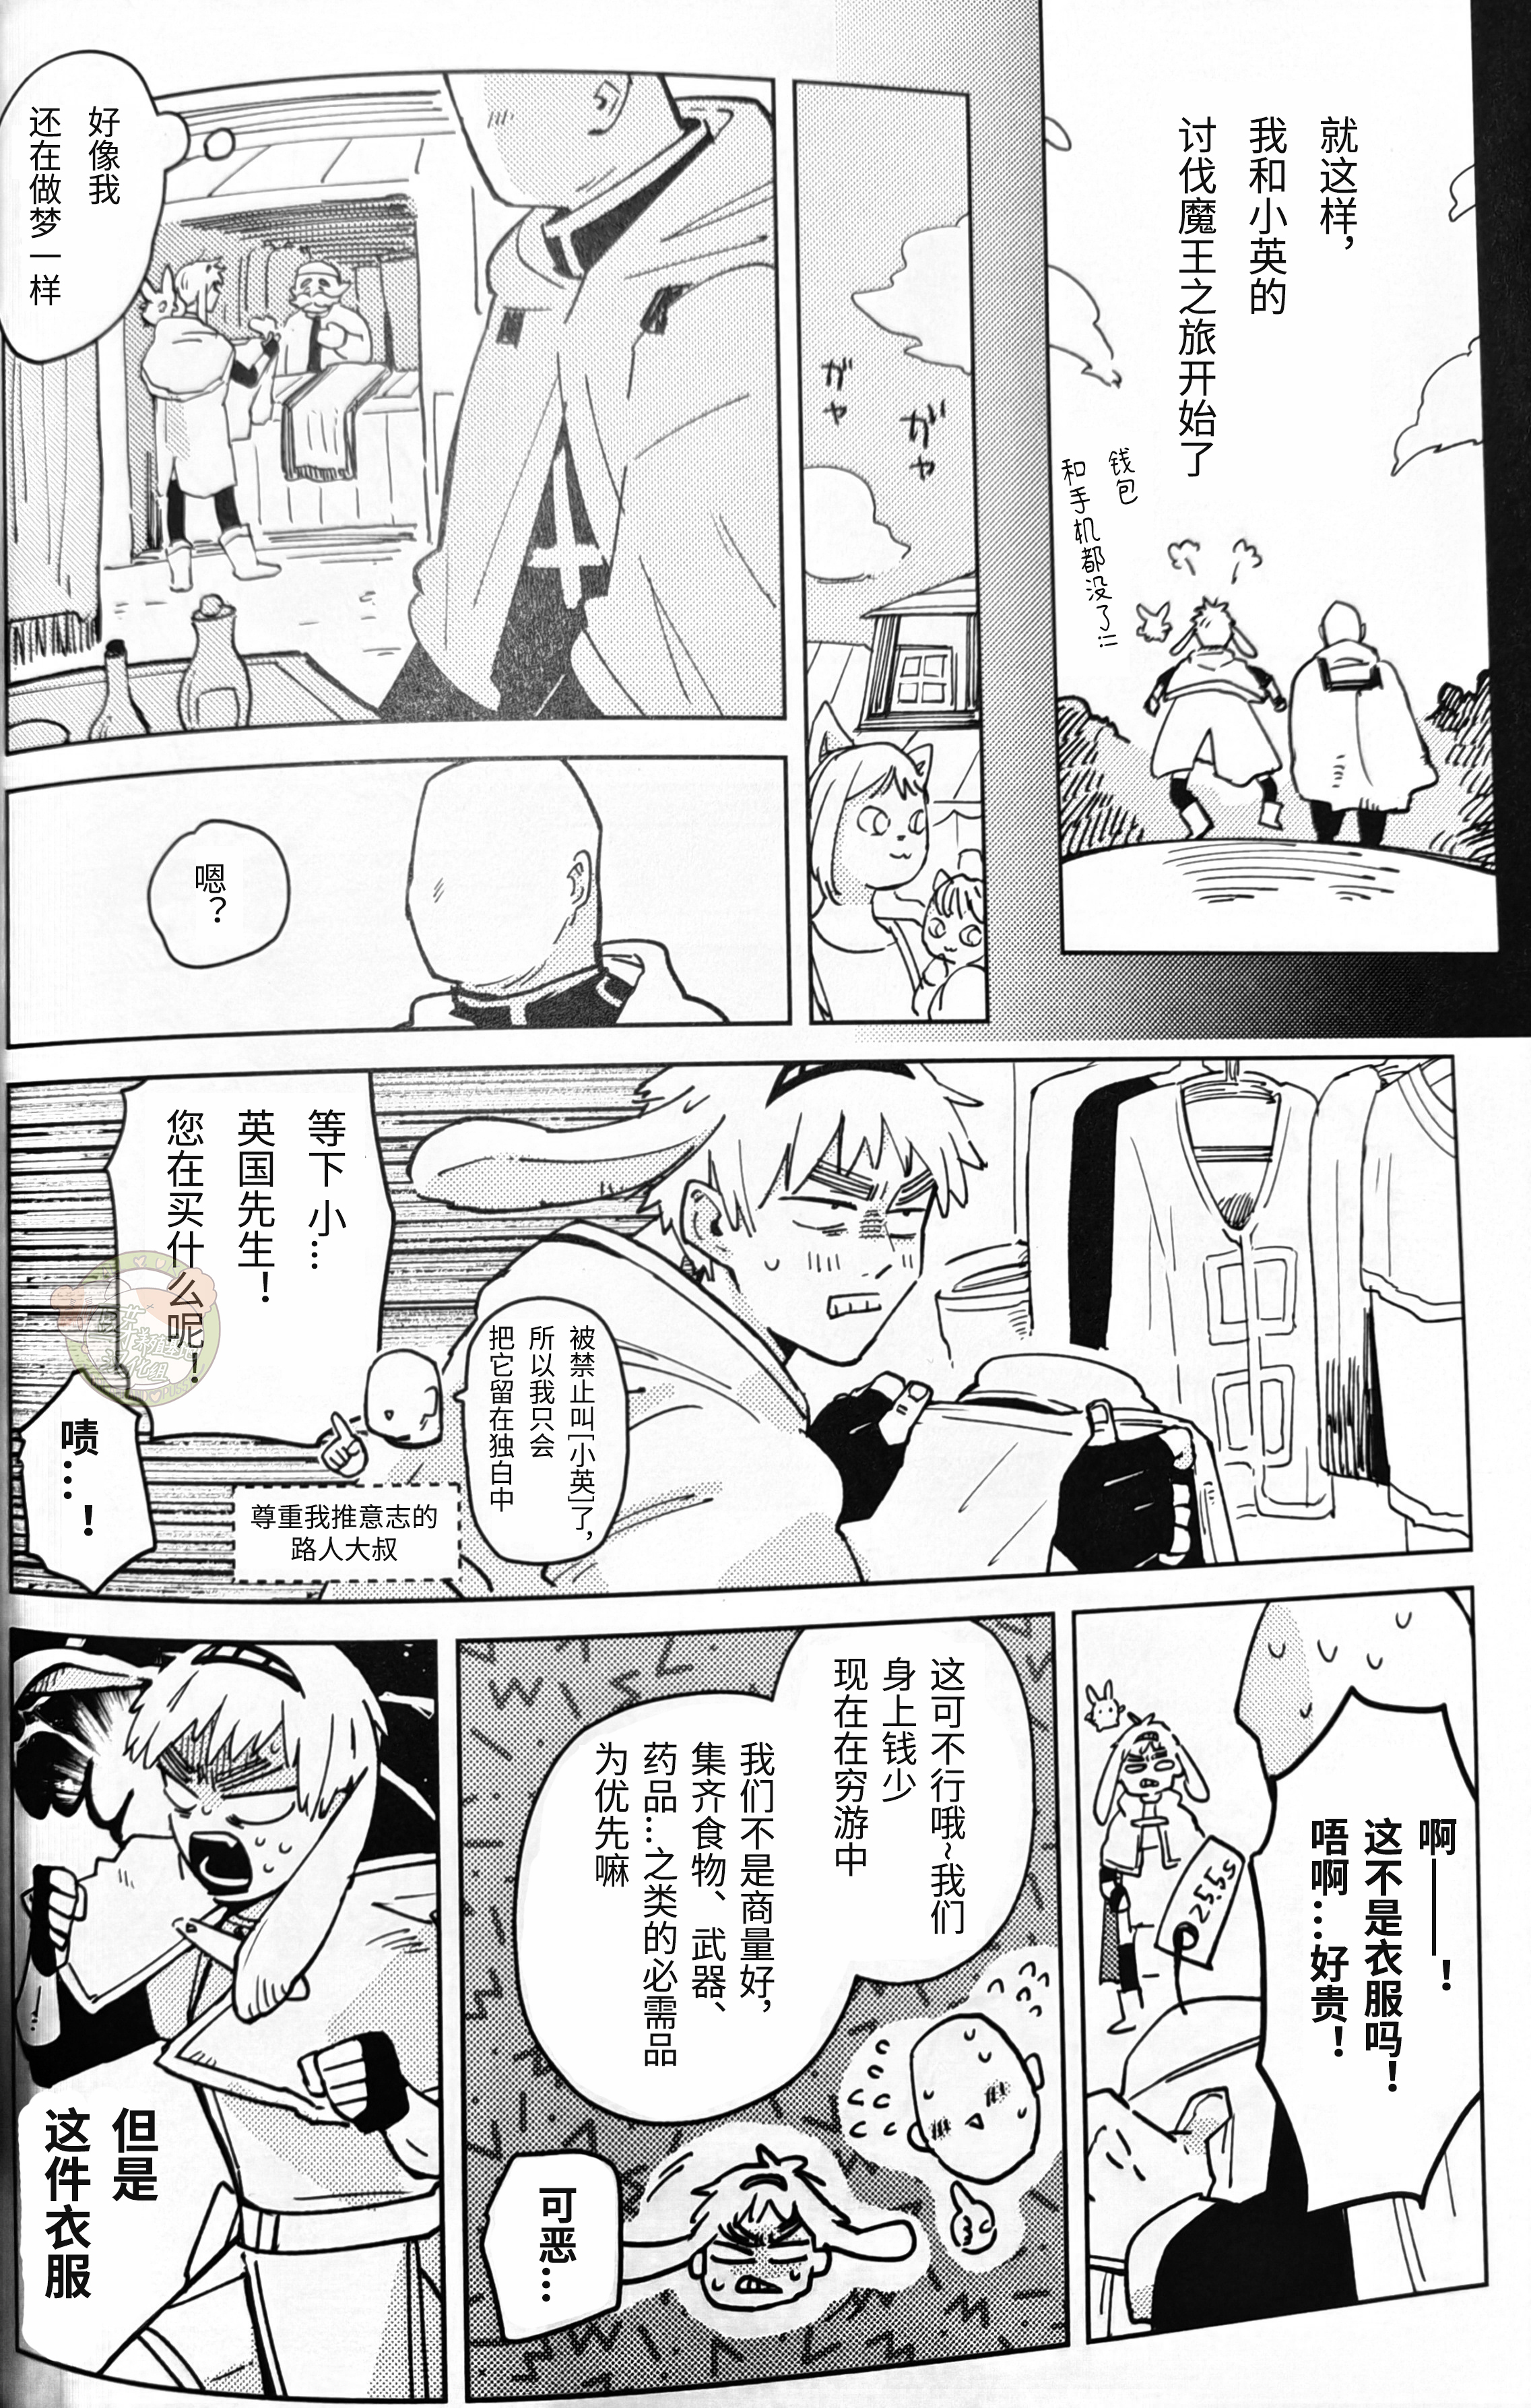 就这样，
我和小英的
讨伐魔王之旅开始了
钱包
和手机都没了!!
ガヤ
ガヤ
好像我
还在做梦一样
嗯？
等下 小…
英国先生！
您在买什么呢！
被禁止叫[小英]了，
所以我只会
把它留在独白中
尊重我推意志的
路人大叔
啧…！
啊——！
这不是衣服吗！
唔啊…好贵！
这可不行哦~我们
身上钱少
现在在穷游中
我们不是商量好，
集齐食物、武器、
药品…之类的必需品
为优先嘛
可恶…
但是
这件衣服